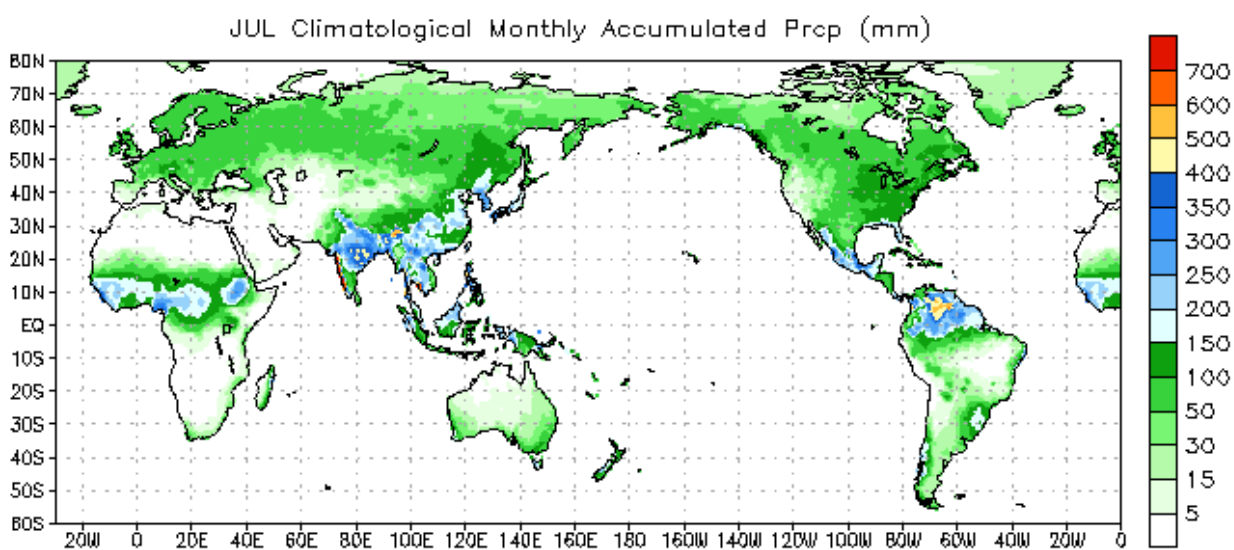 JUL Climatological Monthly Accumulated Prcp (mm)
80N
70N
60N
50N
40N
30N
20N
10N
EQ
10S
20S
30S
40S
50S
60S
20W 0 20E 40E 60E 80E 100E 120E 140E 160E 180 160W 140W 120W 100W 80W 60W 40W 20W 0
700
600
500
400
350
300
250
200
150
100
50
30
15
5